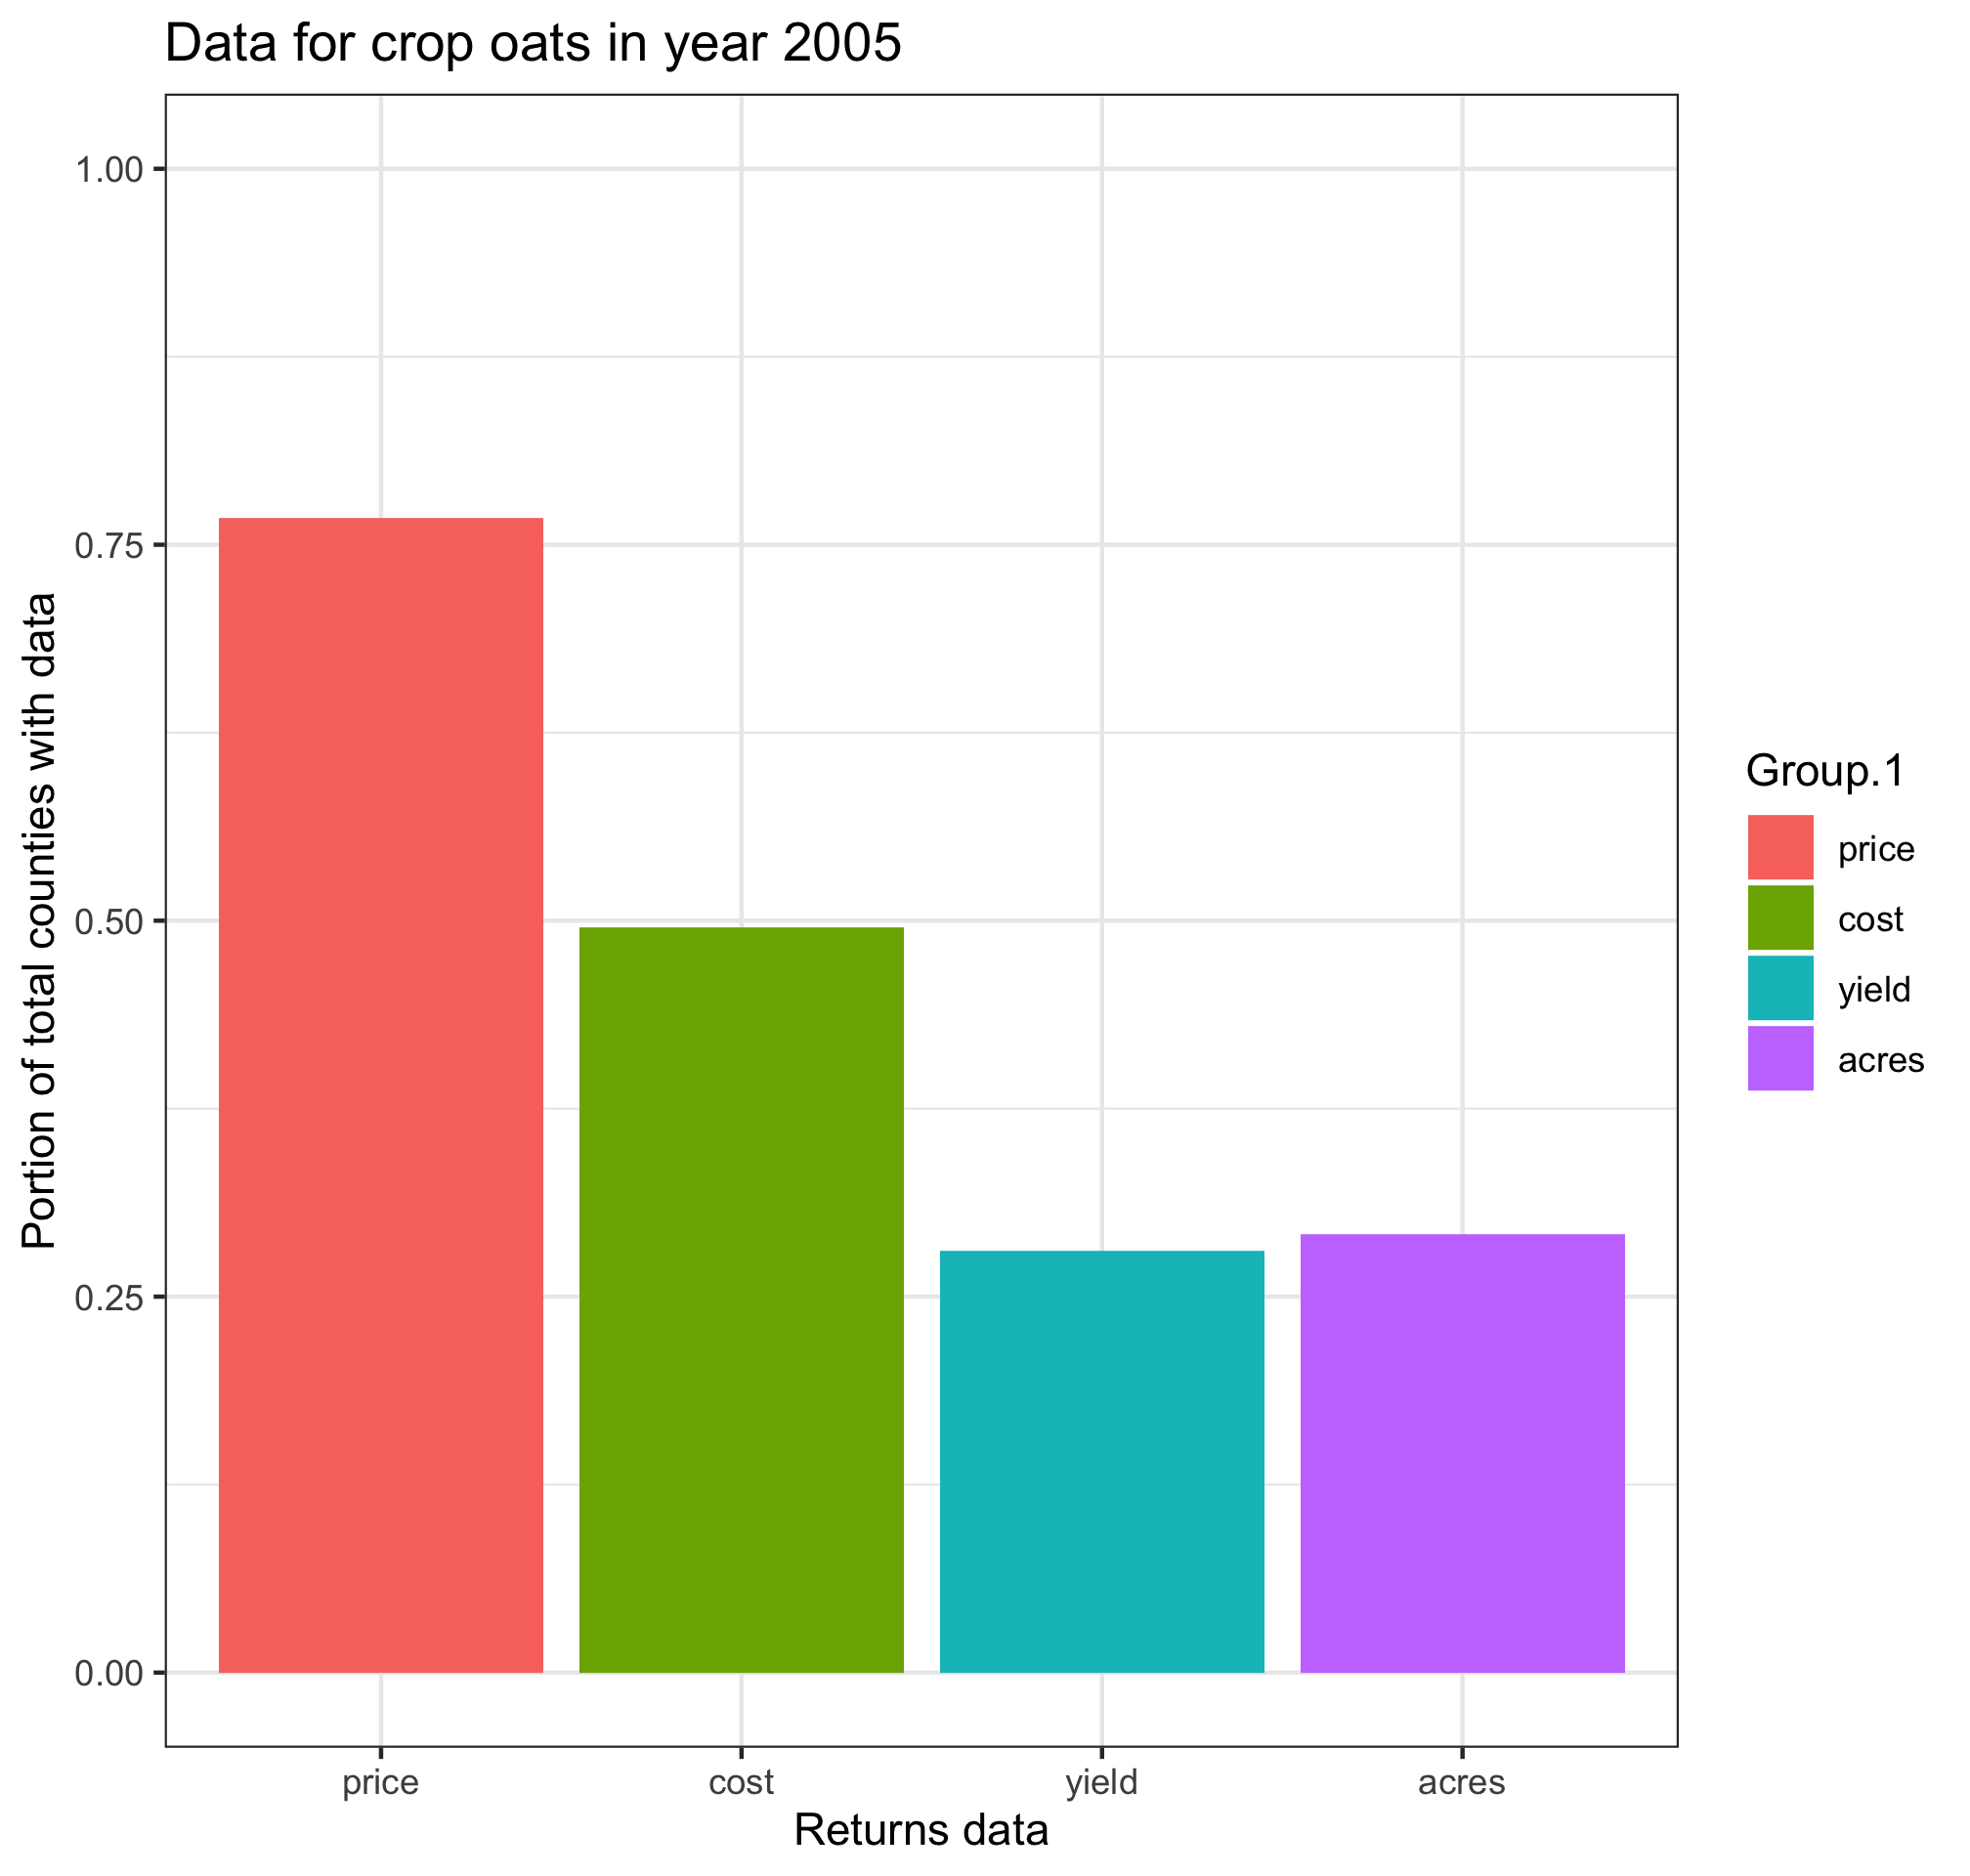 Data for crop oats in year 2005
Portion of total counties with data
1.00
0.75
0.50
0.25
0.00
price
cost
yield
acres
Returns data
Group.1
price
cost
yield
acres